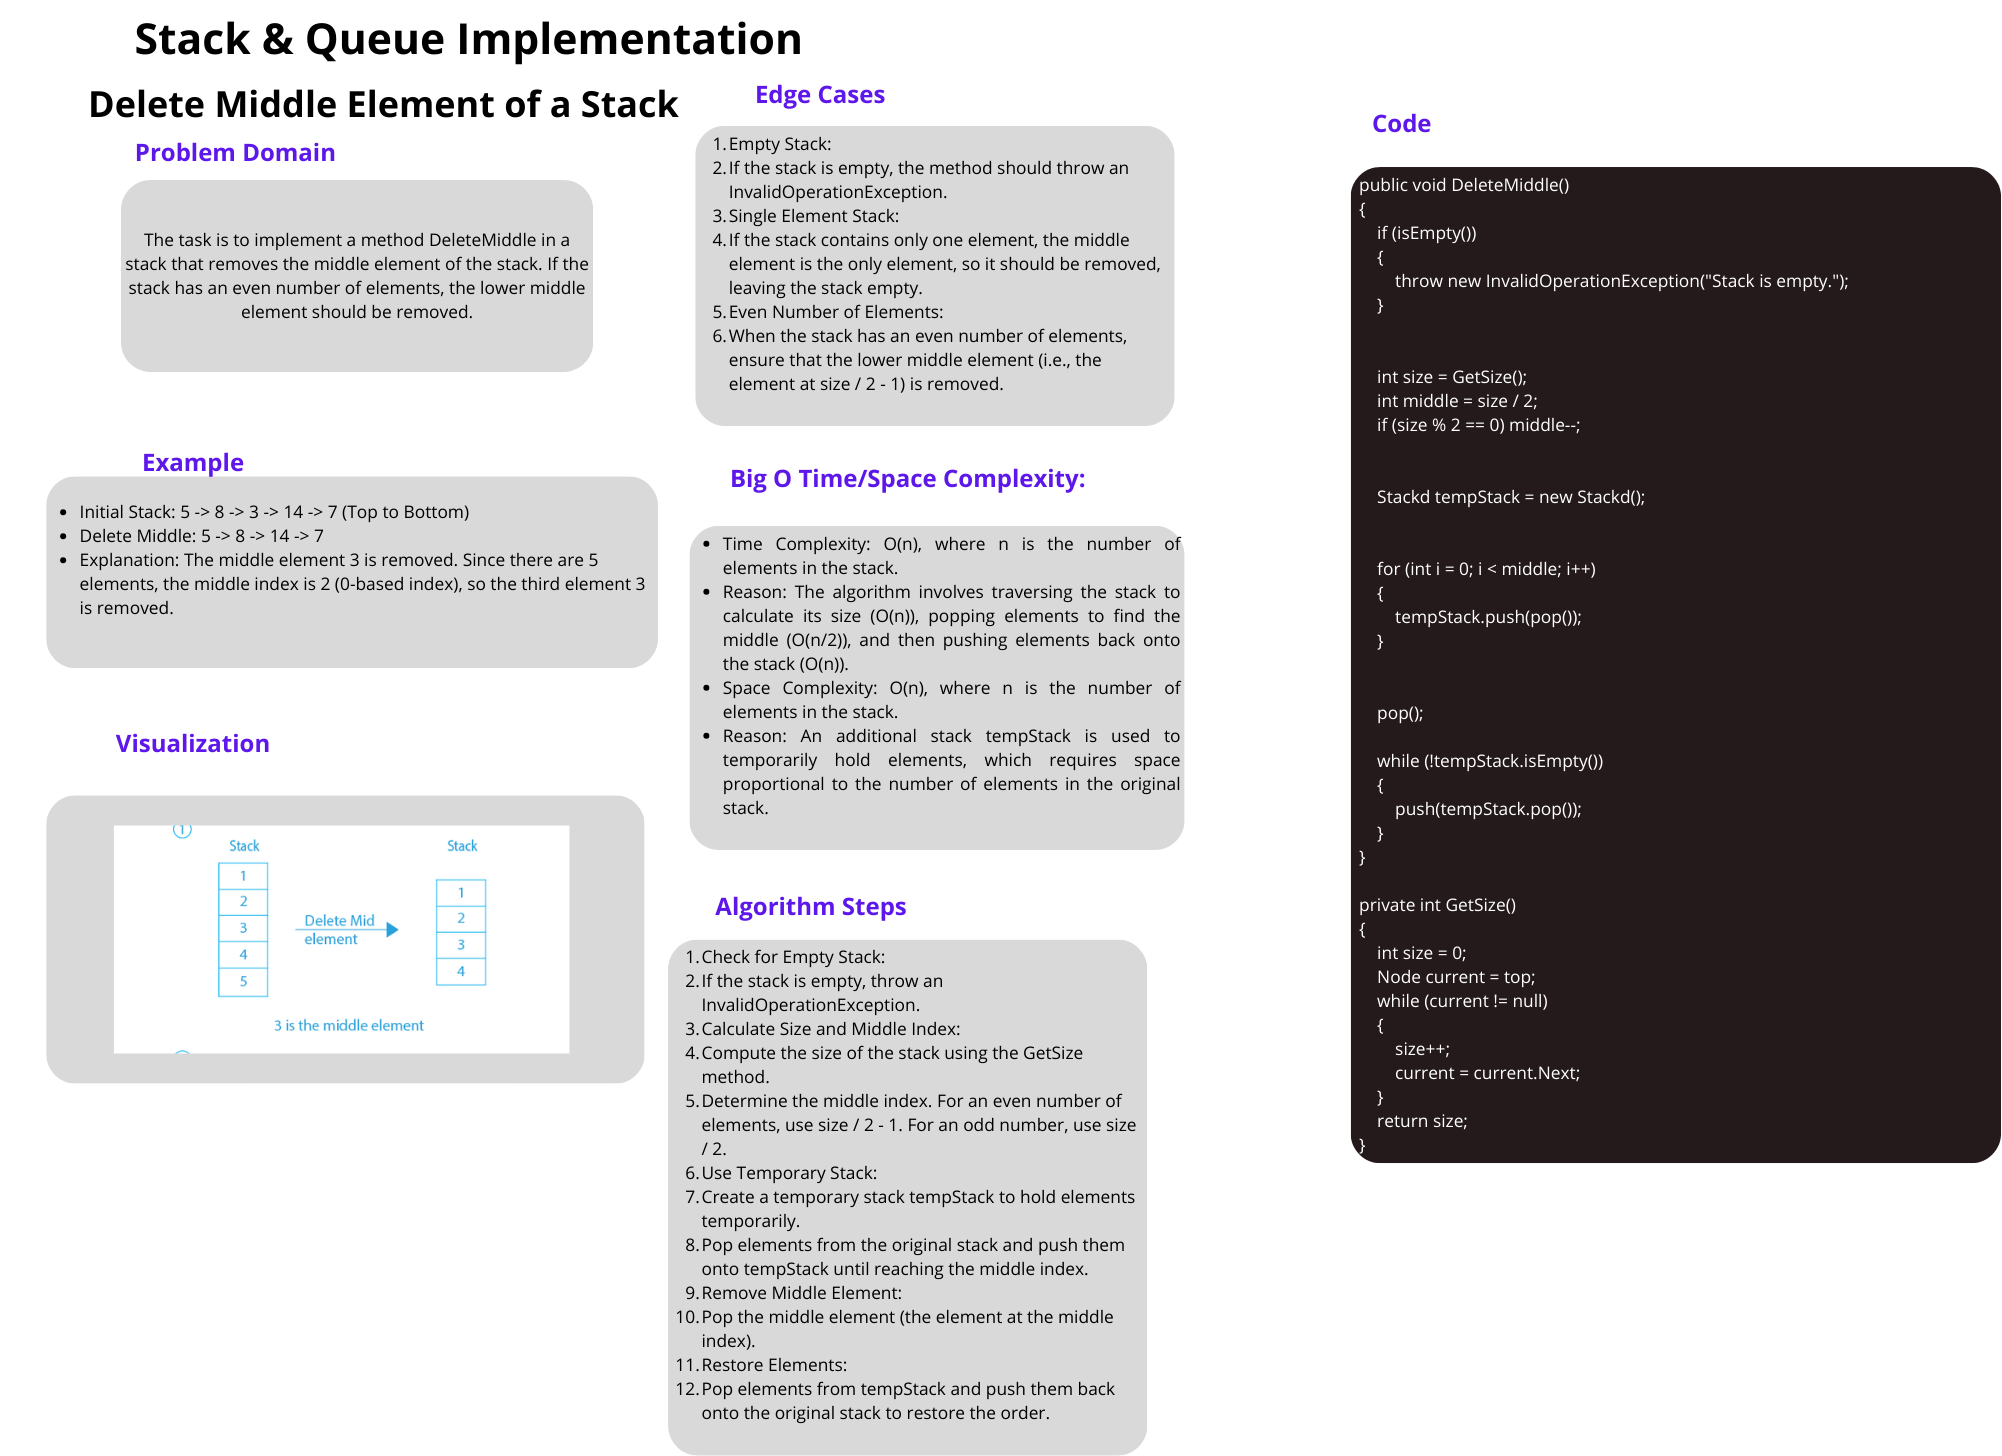 Stack & Queue Implementation
Delete Middle Element of a Stack
Problem Domain
The task is to implement a method DeleteMiddle in a
stack that removes the middle element of the stack. If the
stack has an even number of elements, the lower middle
element should be removed.
Example
• Initial Stack: 5 -> 8 -> 3 -> 14 -> 7 (Top to Bottom)
• Delete Middle: 5 -> 8 -> 14 -> 7
• Explanation: The middle element 3 is removed. Since there are 5
elements, the middle index is 2 (0-based index), so the third element 3
is removed.
Visualization
1
Stack
1
2
3
4
5
Delete Mid
element
Stack
1
2
3
4
3 is the middle element
Edge Cases
1. Empty Stack:
2. If the stack is empty, the method should throw an
InvalidOperationException.
3. Single Element Stack:
4. If the stack contains only one element, the middle
element is the only element, so it should be removed,
leaving the stack empty.
5. Even Number of Elements:
6. When the stack has an even number of elements,
ensure that the lower middle element (i.e., the
element at size / 2 - 1) is removed.
Big O Time/Space Complexity:
• Time Complexity: O(n), where n is the number of
elements in the stack.
• Reason: The algorithm involves traversing the stack to
calculate its size (O(n)), popping elements to find the
middle (O(n/2)), and then pushing elements back onto
the stack (O(n)).
• Space Complexity: O(n), where n is the number of
elements in the stack.
• Reason: An additional stack tempStack is used to
temporarily hold elements, which requires space
proportional to the number of elements in the original
stack.
Algorithm Steps
1. Check for Empty Stack:
2. If the stack is empty, throw an
InvalidOperationException.
3. Calculate Size and Middle Index:
4. Compute the size of the stack using the GetSize
method.
5. Determine the middle index. For an even number of
elements, use size / 2 - 1. For an odd number, use size
/ 2.
6. Use Temporary Stack:
7. Create a temporary stack tempStack to hold elements
temporarily.
8. Pop elements from the original stack and push them
onto tempStack until reaching the middle index.
9. Remove Middle Element:
10. Pop the middle element (the element at the middle
index).
11. Restore Elements:
12. Pop elements from tempStack and push them back
onto the original stack to restore the order.
Code
public void DeleteMiddle()
{
if (isEmpty())
{
throw new InvalidOperationException("Stack is empty.");
}
int size = GetSize();
int middle = size / 2;
if (size % 2 == 0) middle--;
Stackd tempStack = new Stackd();
for (int i = 0; i < middle; i++)
{
tempStack.push(pop());
}
pop();
while (!tempStack.isEmpty())
{
push(tempStack.pop());
}
}
private int GetSize()
{
int size = 0;
Node current = top;
while (current != null)
{
size++;
current = current.Next;
}
return size;
}